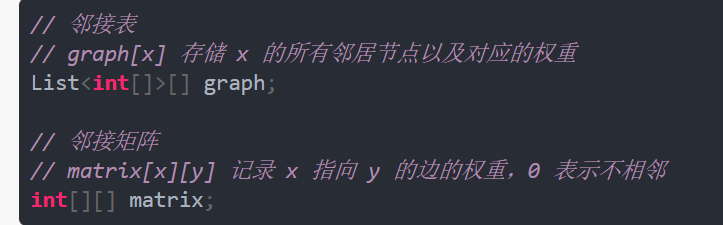 // 邻接表
// graph[x] 存储 x 的所有邻居节点以及对应的权重
List<int[]>[] graph;
// 邻接矩阵
// matrix[x][y] 记录 x 指向 y 的边的权重，0 表示不相邻
int[][] matrix;